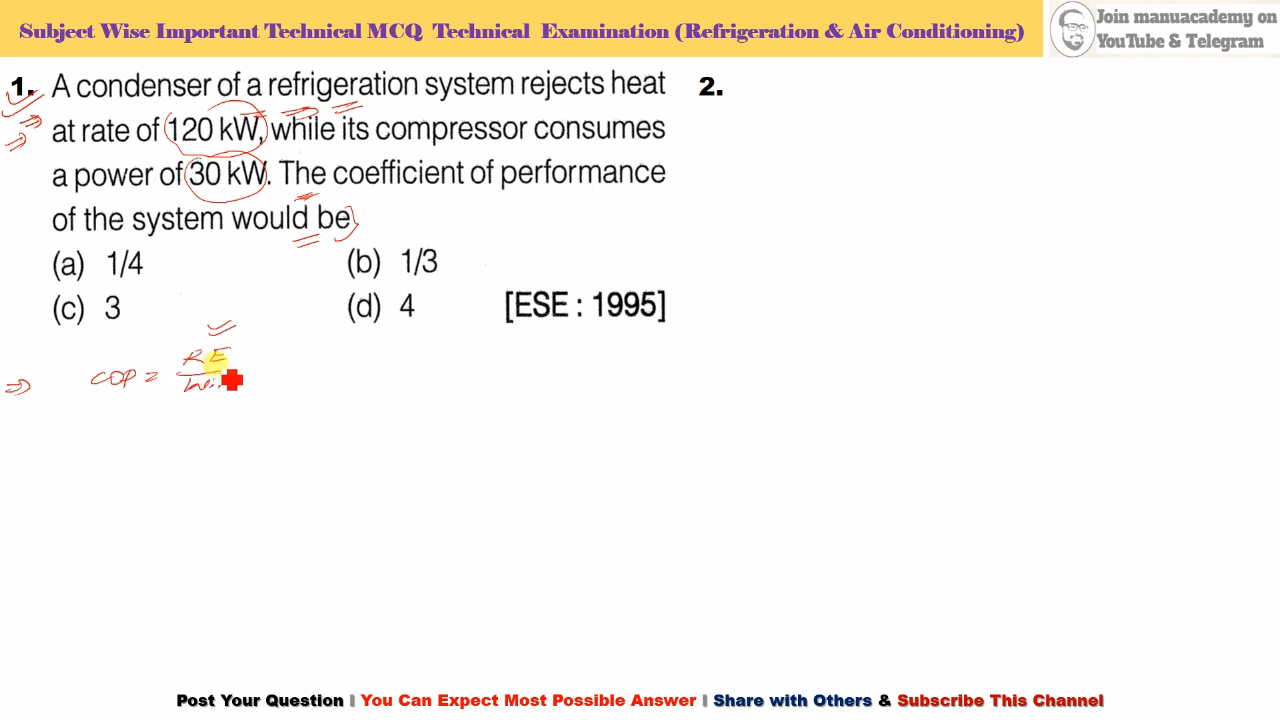 Subject Wise Important Technical MCQ Technical Examination (Refrigeration & Air Conditioning)
Join manuacademy on
YouTube & Telegram
1. A condenser of a refrigeration system rejects heat
at rate of 120 kW, while its compressor consumes
a power of 30 kW. The coefficient of performance
of the system would be
(a) 1/4 (b) 1/3
(c) 3 (d) 4 [ESE : 1995]
2.
COP = RE
Post Your Question | You Can Expect Most Possible Answer | Share with Others & Subscribe This Channel